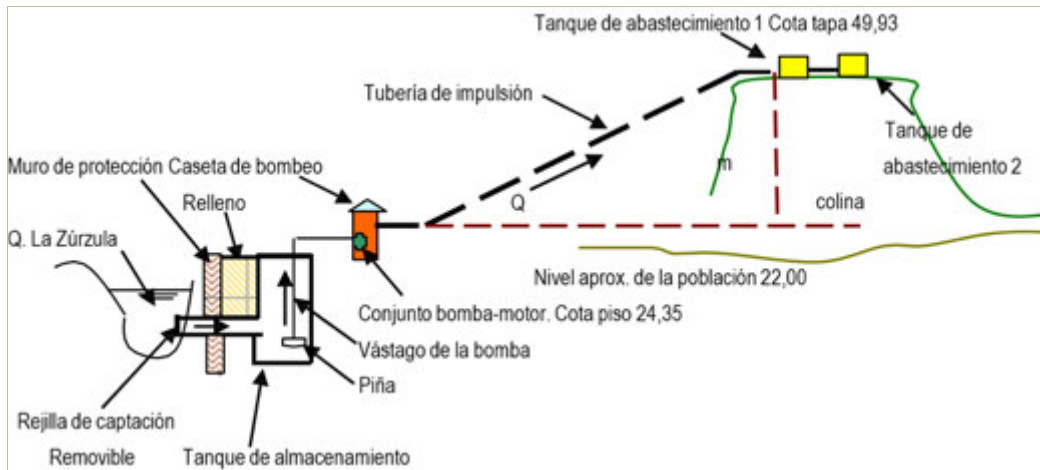 Tanque de abastecimiento 1 Cota tapa 49,93
Tubería de impulsión
Tanque de
abastecimiento 2
Muro de protección Caseta de bombeo
m
Relleno
Q
colina
Q. La Zúrzula
Nivel aprox. de la población 22,00
Conjunto bomba-motor. Cota piso 24,35
Vástago de la bomba
Piña
Rejilla de captación
Removible
Tanque de almacenamiento